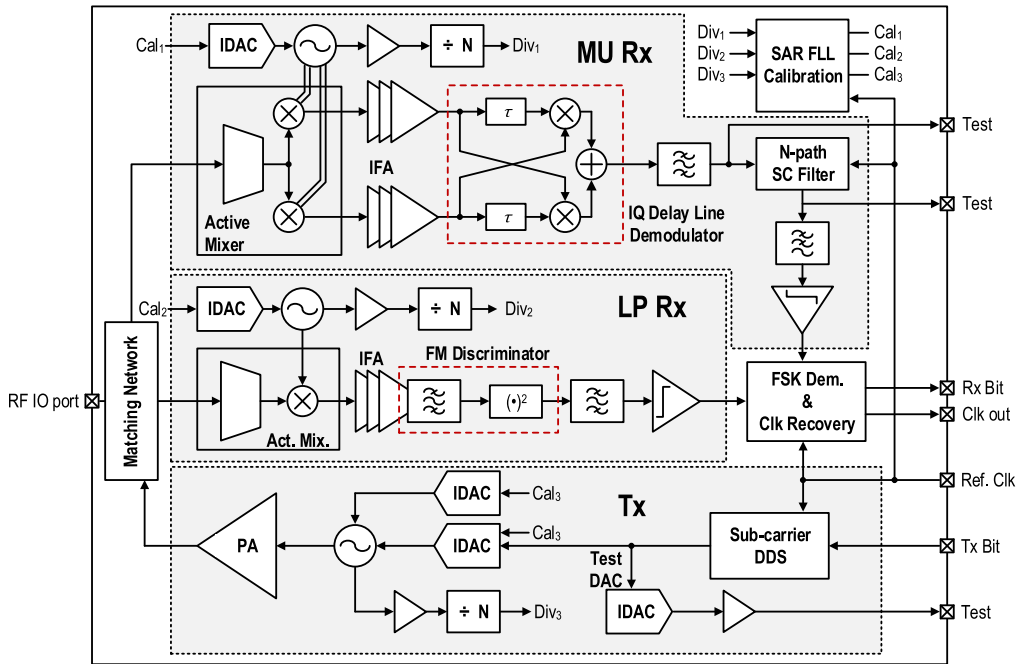 Cal₁
IDAC
÷ N
Div₁
MU Rx
Div₁
Div₂
Div₃
SAR FLL
Calibration
Cal₁
Cal₂
Cal₃
Active
Mixer
IFA
τ
τ
IQ Delay Line
Demodulator
N-path
SC Filter
Test
Test
Cal₂
IDAC
÷ N
Div₂
LP Rx
Act. Mix.
IFA
FM Discriminator
(•)²
FSK Dem.
&
Clk Recovery
Rx Bit
Clk out
RF IO port
Matching Network
Ref. Clk
Tx
IDAC
Cal₃
IDAC
Cal₃
PA
÷ N
Div₃
Test
DAC
IDAC
Sub-carrier
DDS
Tx Bit
Test